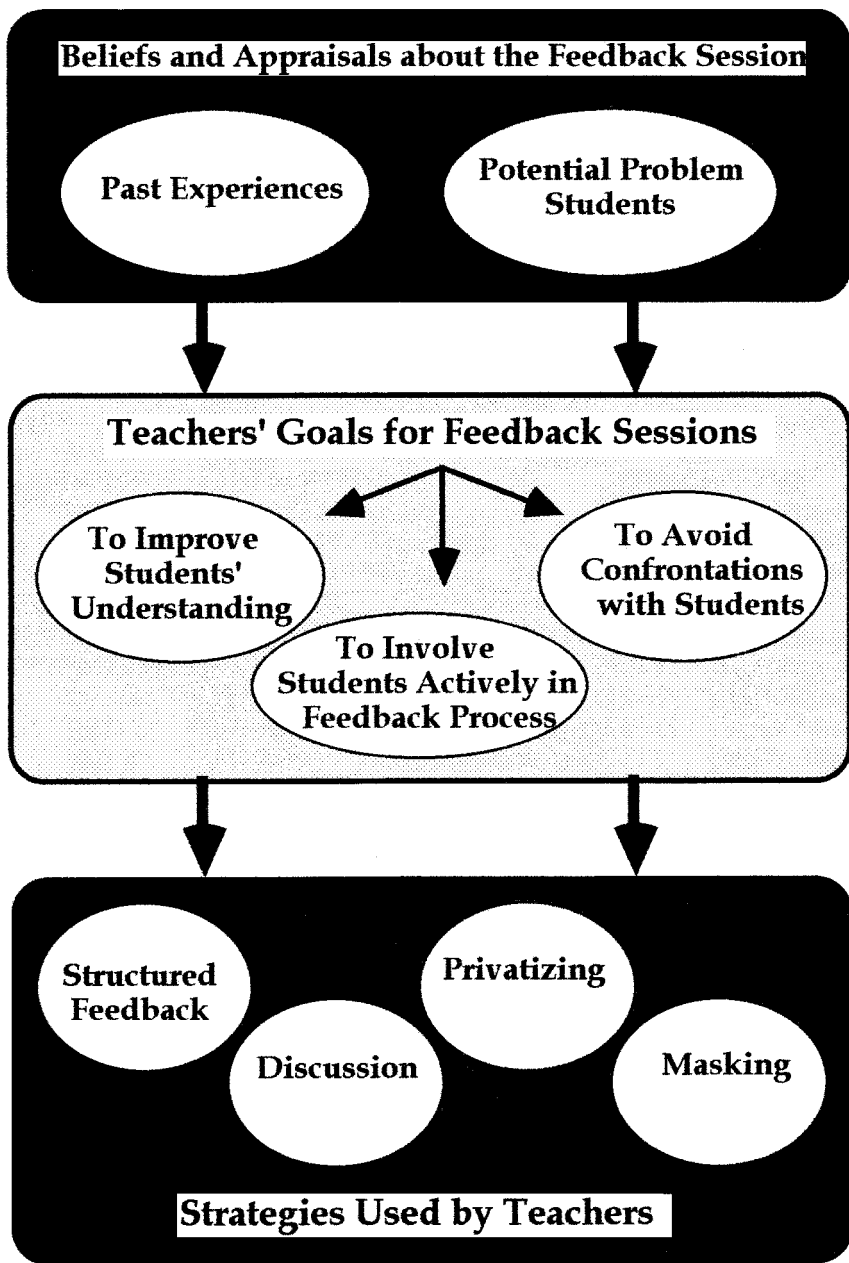 Beliefs and Appraisals about the Feedback Session
Past Experiences
Potential Problem
Students
Teachers' Goals for Feedback Sessions
To Improve
Students'
Understanding
To Avoid
Confrontations
with Students
To Involve
Students Actively in
Feedback Process
Structured
Feedback
Privatizing
Discussion
Masking
Strategies Used by Teachers